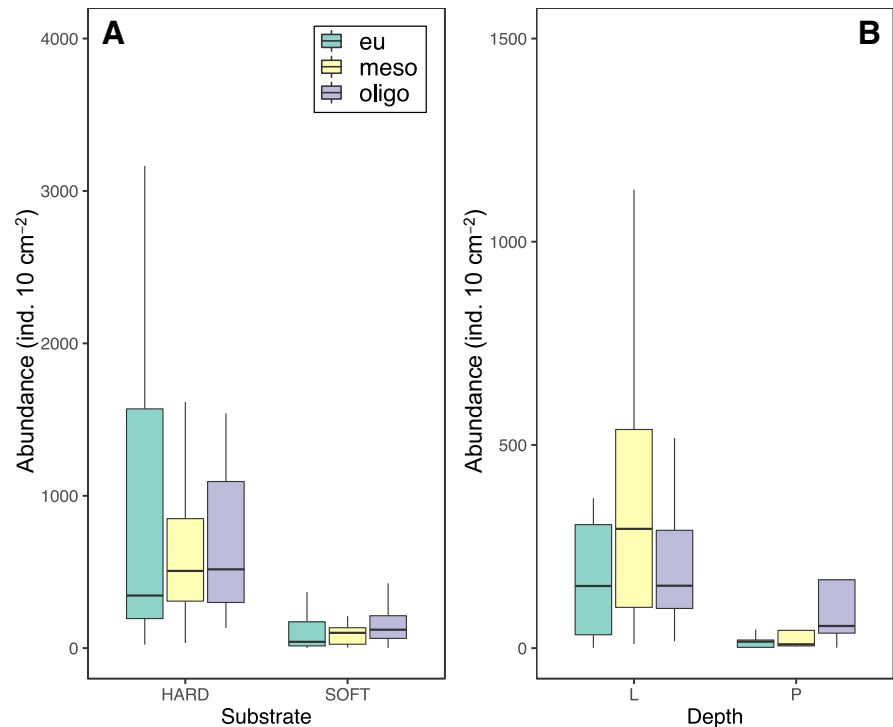 A
eu
meso
oligo
4000
3000
2000
1000
0
Abundance (ind. 10 cm⁻²)
HARD SOFT
Substrate
B
1500
1000
500
0
Abundance (ind. 10 cm⁻²)
L P
Depth